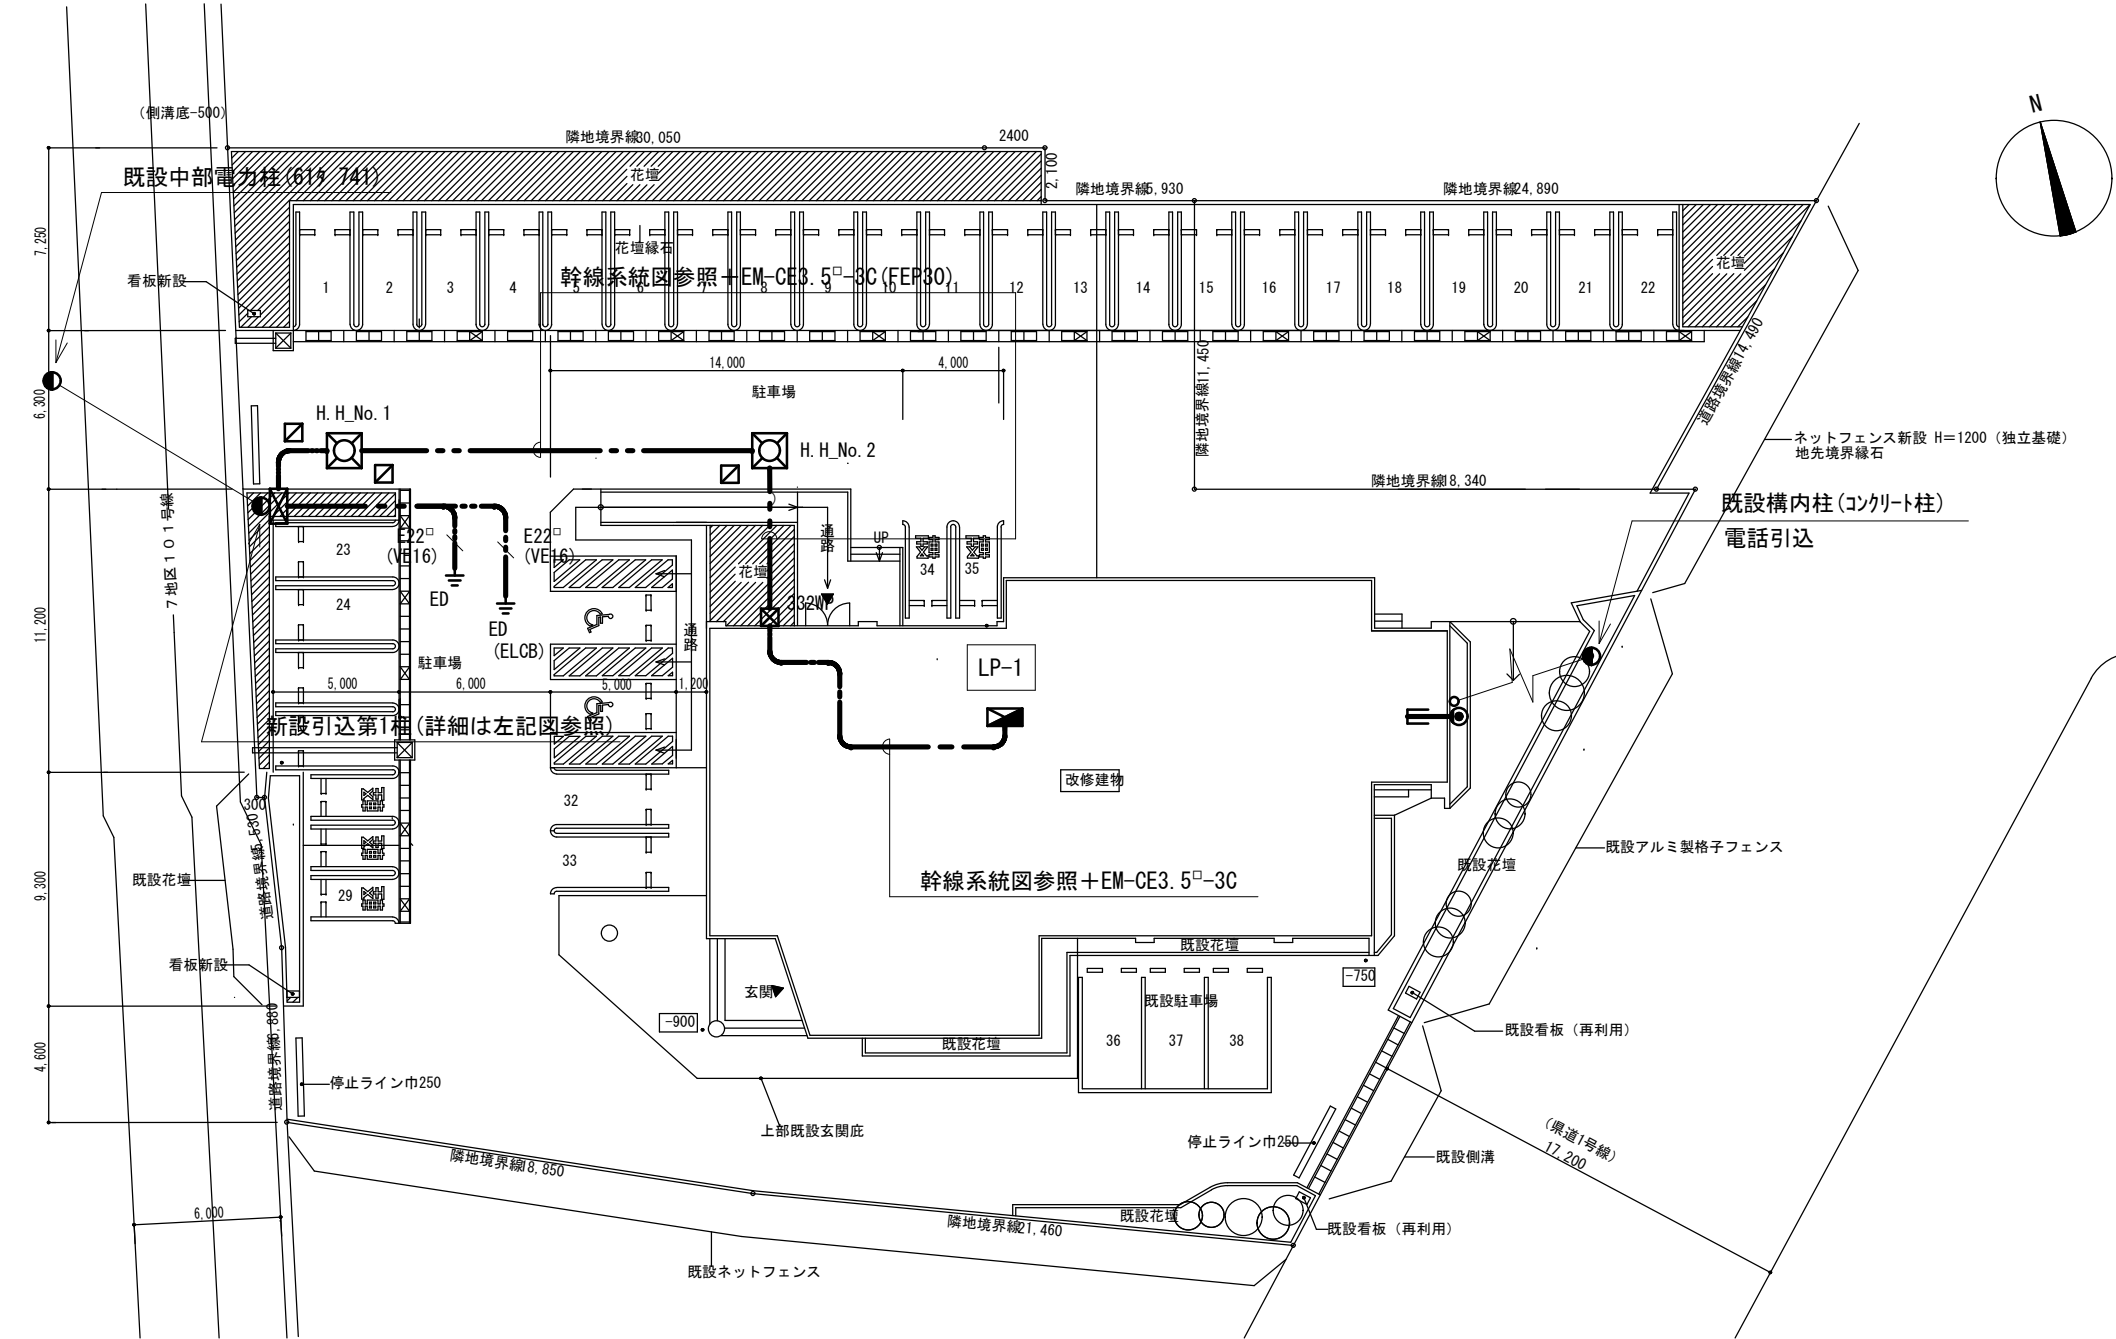 N
(側溝底-500)
隣地境界線30,050
2400
2,100
既設中部電力柱(61ﾀ 741)
花壇
隣地境界線5,930
隣地境界線24,890
7,250
花壇縁石
花壇
看板新設
幹線系統図参照＋EM-CE3.5□-3C(FEP30)
1
2
3
4
5
6
7
8
9
10
11
12
13
14
15
16
17
18
19
20
21
22
道路境界線14,490
14,000
4,000
11,450
隣地境界線
駐車場
6,300
H.H_No.1
H.H_No.2
ネットフェンス新設 H=1200（独立基礎）
地先境界縁石
隣地境界線18,340
既設構内柱(ｺﾝｸﾘｰﾄ柱)
電話引込
7地区101号線
23
E22□
(VE16)
E22□
(VE16)
通路
UP
34
35
花壇
24
ED
332WP
ED
(ELCB)
11,200
通路
駐車場
LP-1
5,000
6,000
5,000
1,200
新設引込第1柱(詳細は左記図参照)
改修建物
300
32
道路境界線5,530
33
既設アルミ製格子フェンス
既設花壇
既設花壇
9,300
29
幹線系統図参照＋EM-CE3.5□-3C
既設花壇
看板新設
-750
玄関
既設駐車場
-900
既設看板（再利用）
36
37
38
既設花壇
4,600
道路境界線8,880
停止ライン巾250
上部既設玄関庇
停止ライン巾250
(県道1号線)
17,200
既設側溝
隣地境界線18,850
6,000
隣地境界線21,460
既設花壇
既設看板（再利用）
既設ネットフェンス